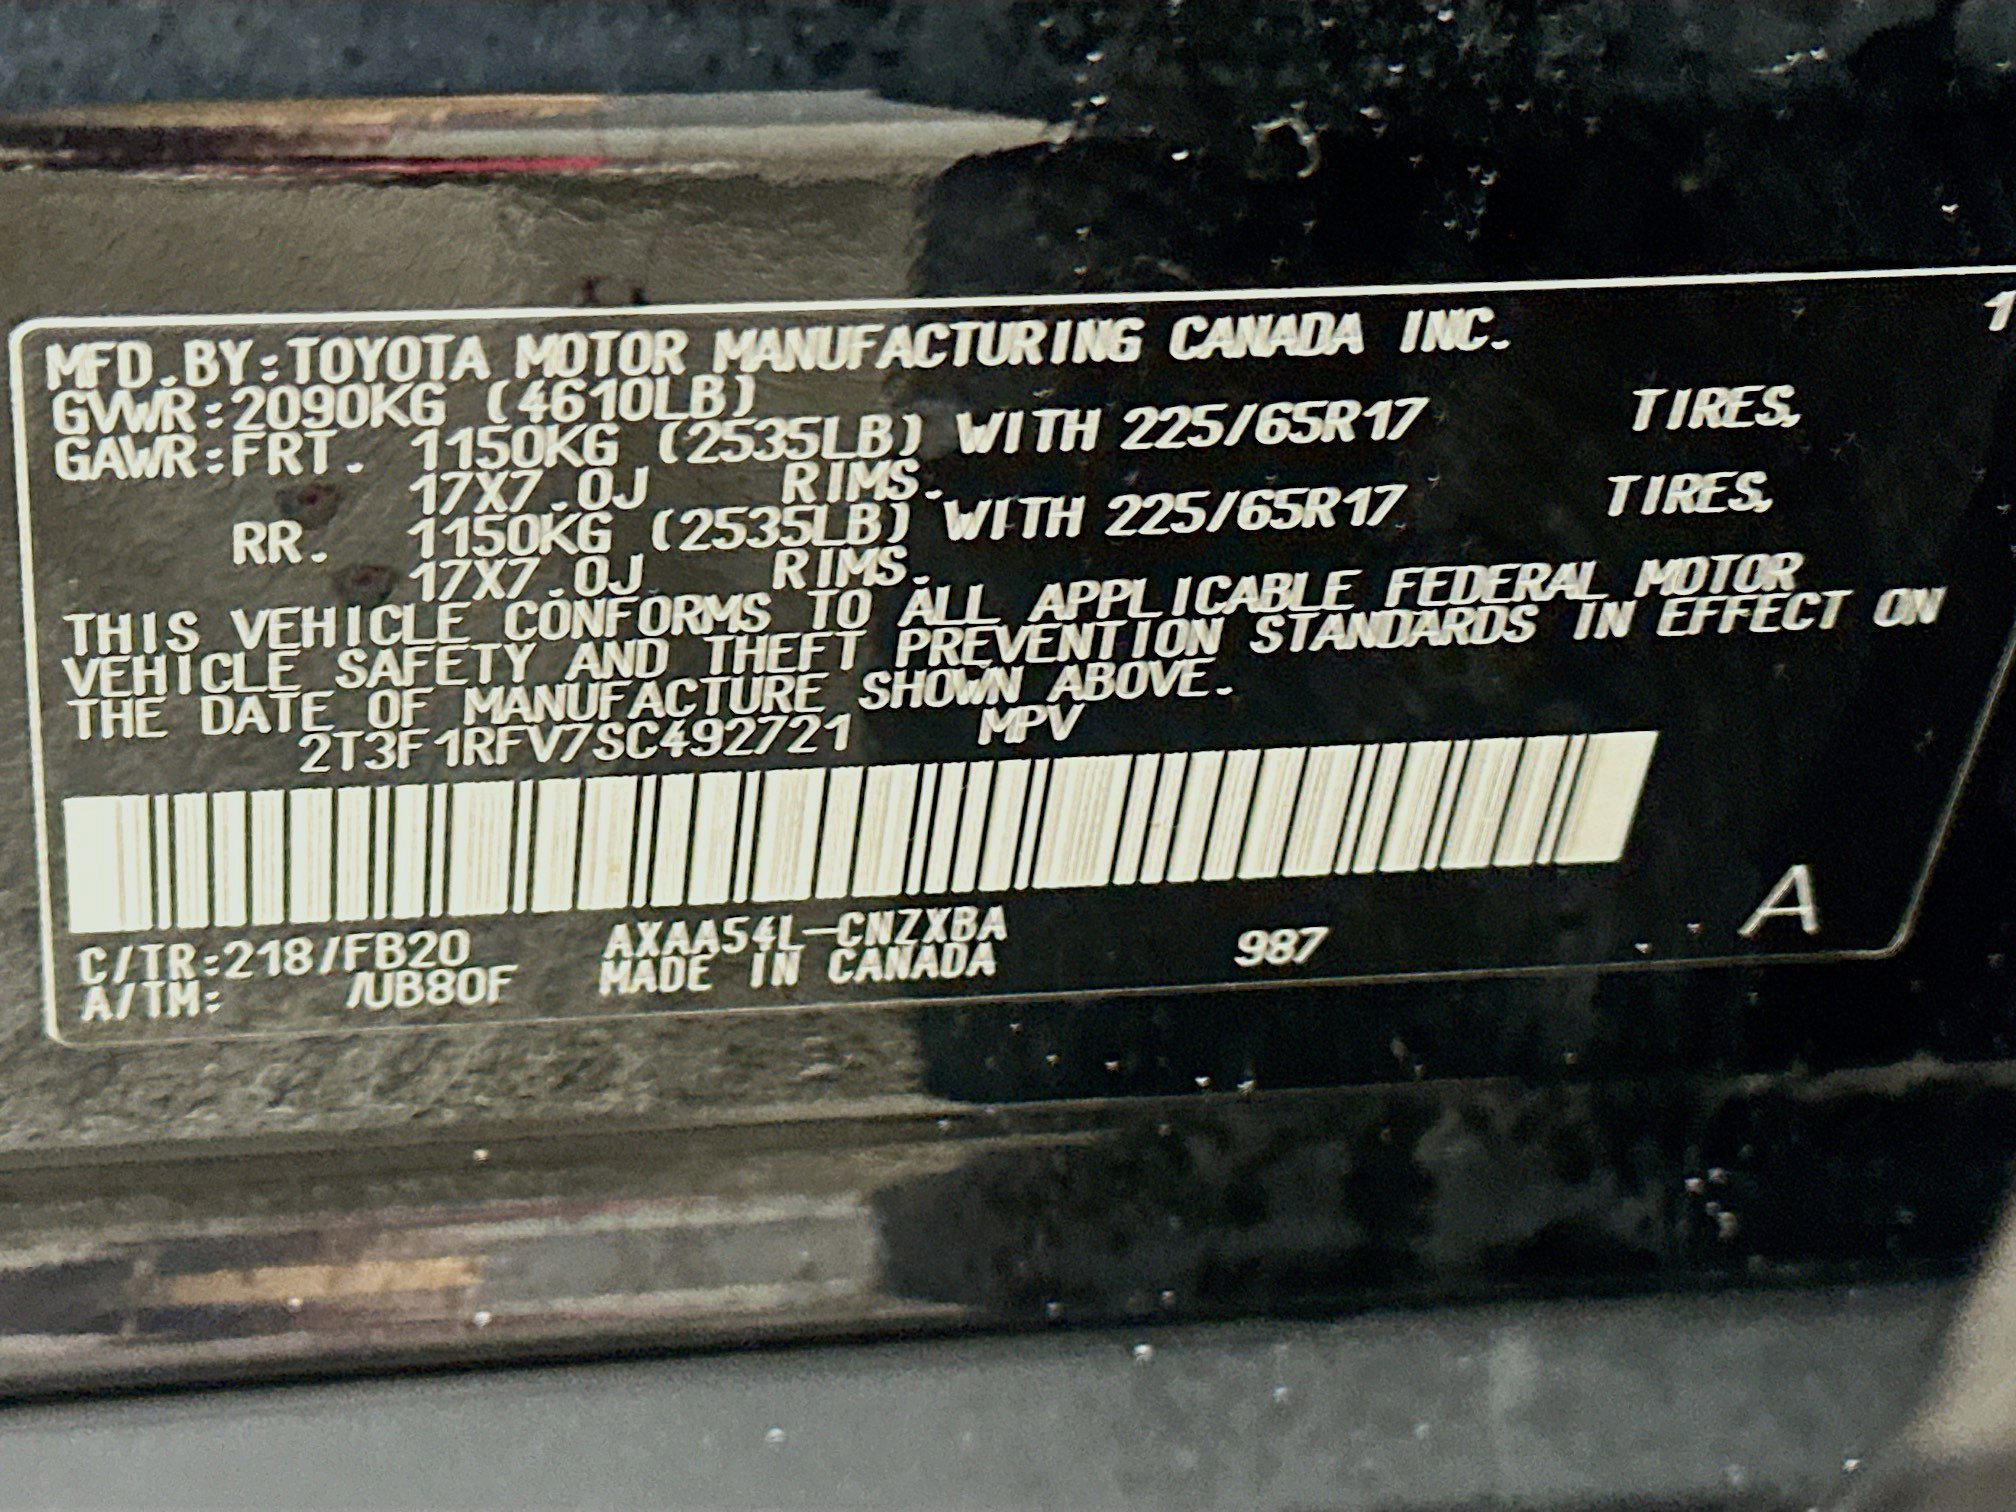 MFD.BY:TOYOTA MOTOR MANUFACTURING CANADA INC.
GVWR:2090KG (4610LB)
GAWR:FRT. 1150KG (2535LB) WITH 225/65R17 TIRES,
17X7.0J RIMS.
RR. 1150KG (2535LB) WITH 225/65R17 TIRES,
17X7.0J RIMS.
THIS VEHICLE CONFORMS TO ALL APPLICABLE FEDERAL MOTOR
VEHICLE SAFETY AND THEFT PREVENTION STANDARDS IN EFFECT ON
THE DATE OF MANUFACTURE SHOWN ABOVE.
2T3F1RFV7SC492721 MPV
C/TR:218/FB20 AXAA54L-CNZXBA 987 A
A/TM: /UB80F MADE IN CANADA